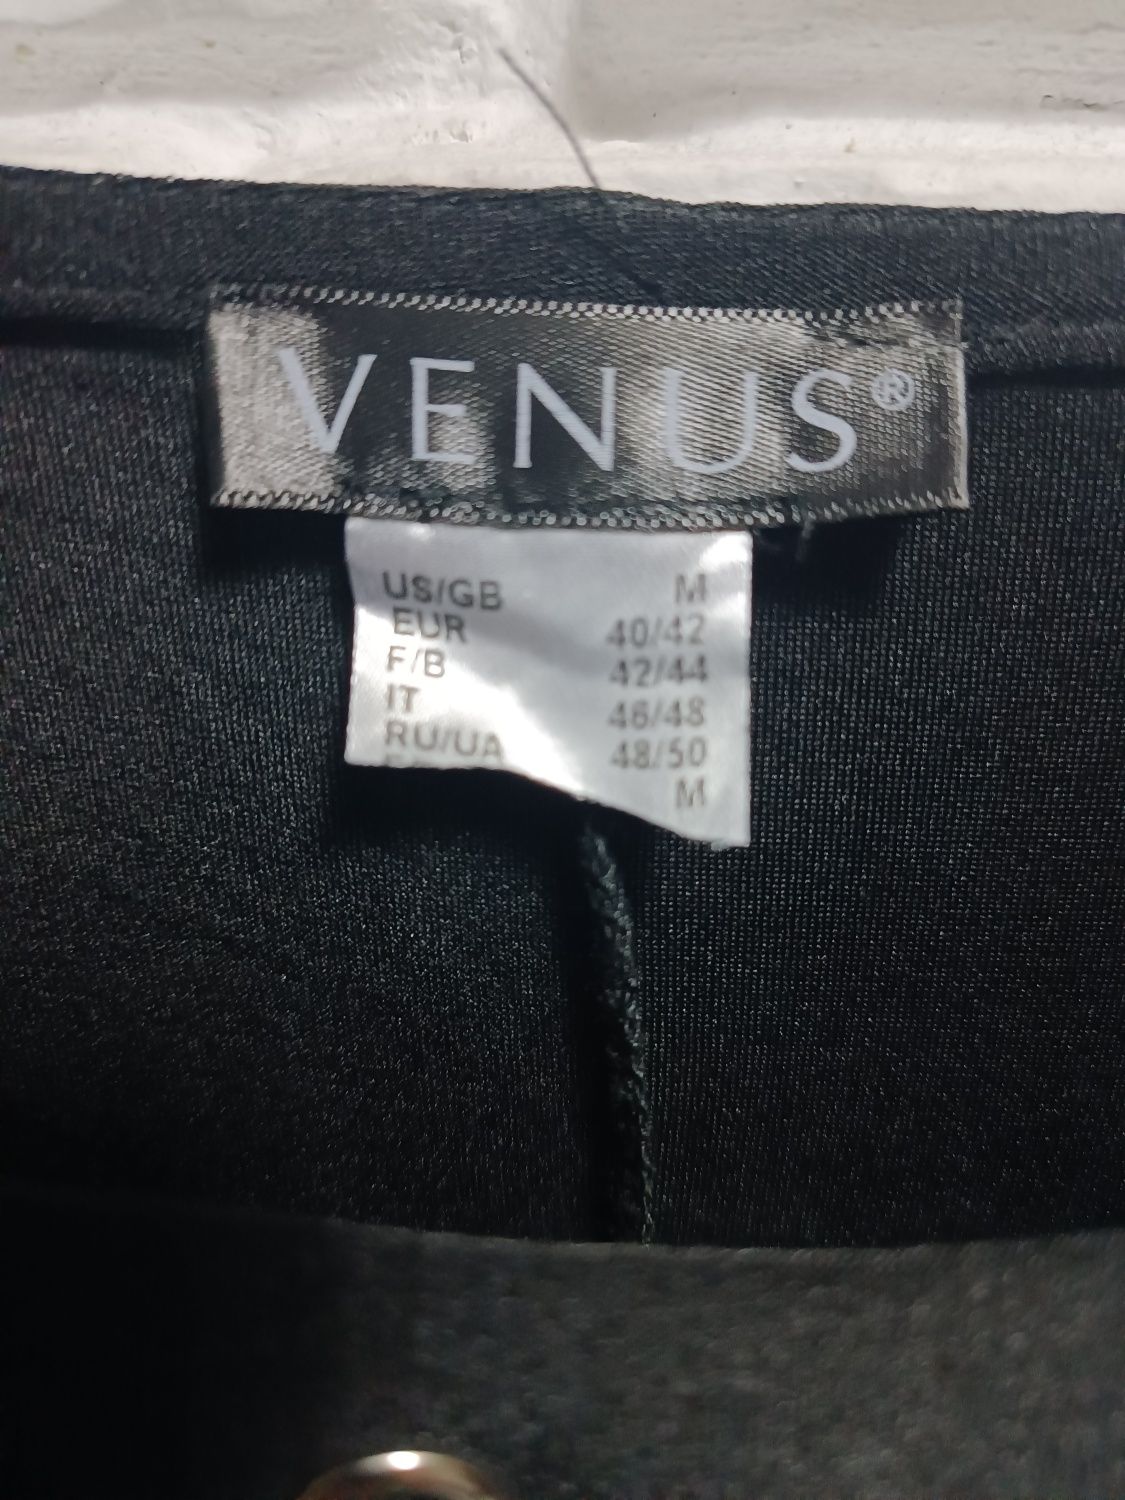 VENUS®
US/GB M
EUR 40/42
F/B 42/44
IT 46/48
RU/UA 48/50
M